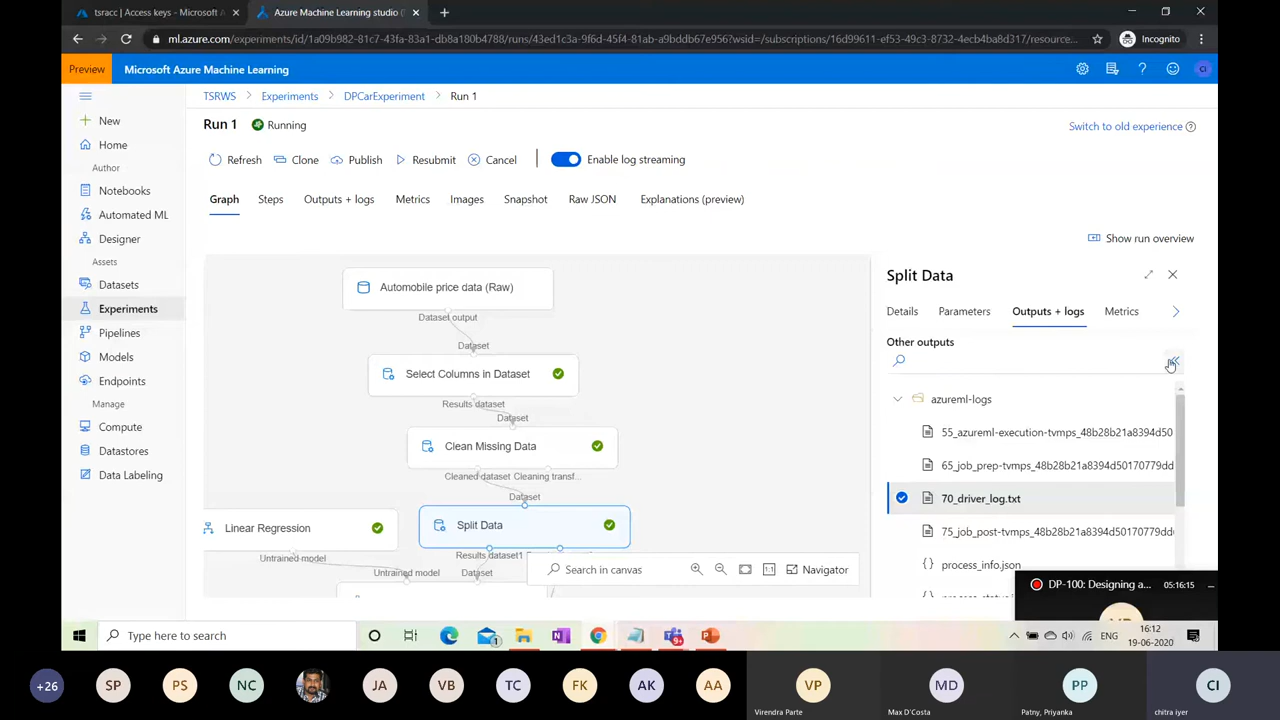 tsracc | Access keys - Microsoft A
Azure Machine Learning studio (
ml.azure.com/experiments/id/1a09b982-81c7-43fa-83a1-db8a180b4788/runs/43ed1c3a-9f6d-45f4-81ab-a9bddb67e956?wsid=/subscriptions/16d99611-ef53-49c3-8732-4ecb4ba8d317/resource...
Incognito
Preview
Microsoft Azure Machine Learning
CI
TSRWS > Experiments > DPCarExperiment > Run 1
Run 1
Running
Switch to old experience
Refresh
Clone
Publish
Resubmit
Cancel
Enable log streaming
New
Home
Author
Notebooks
Automated ML
Designer
Assets
Datasets
Experiments
Pipelines
Models
Endpoints
Manage
Compute
Datastores
Data Labeling
Graph
Steps
Outputs + logs
Metrics
Images
Snapshot
Raw JSON
Explanations (preview)
Show run overview
Automobile price data (Raw)
Dataset output
Dataset
Select Columns in Dataset
Results dataset
Dataset
Clean Missing Data
Cleaned dataset Cleaning transf...
Dataset
Linear Regression
Split Data
Untrained model
Results dataset1
Untrained model
Dataset
Search in canvas
1:1
Navigator
Split Data
Details
Parameters
Outputs + logs
Metrics
Other outputs
azureml-logs
55_azureml-execution-tvmps_48b28b21a8394d50
65_job_prep-tvmps_48b28b21a8394d50170779dd
70_driver_log.txt
75_job_post-tvmps_48b28b21a8394d50170779dd
process_info.json
DP-100: Designing a...
05:16:15
Type here to search
1
9+
ENG
16:12
19-06-2020
+26
SP
PS
NC
JA
VB
TC
FK
AK
AA
VP
Virendra Parte
MD
Max D'Costa
PP
Patny, Priyanka
CI
chitra iyer